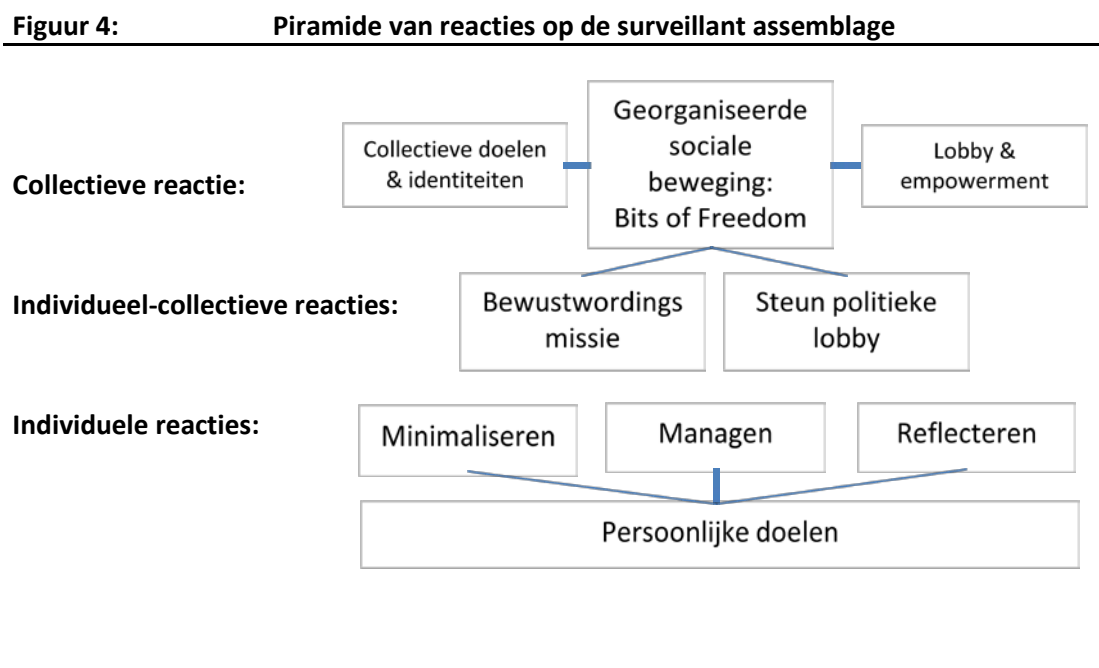 Figuur 4: Piramide van reacties op de surveillant assemblage
Collectieve reactie:
Collectieve doelen
& identiteiten
Georganiseerde
sociale
beweging:
Bits of Freedom
Lobby &
empowerment
Individueel-collectieve reacties:
Bewustwordings
missie
Steun politieke
lobby
Individuele reacties:
Minimaliseren
Managen
Reflecteren
Persoonlijke doelen